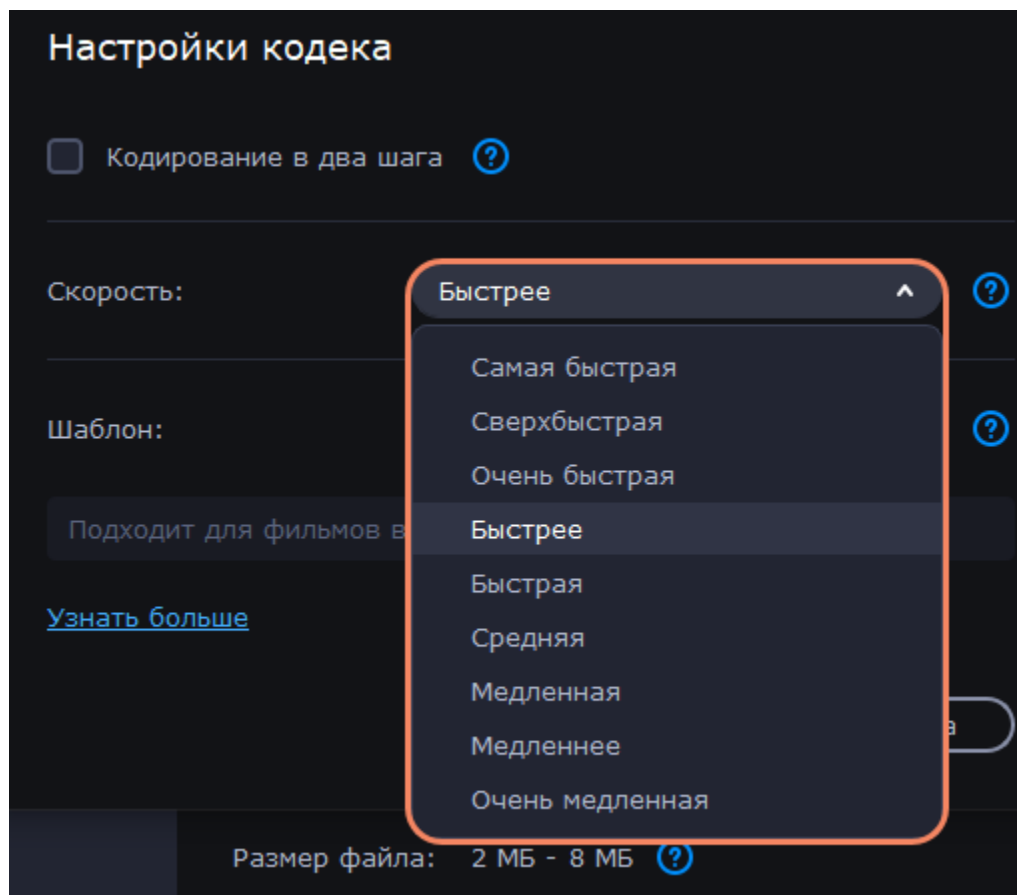 Настройки кодека
Кодирование в два шага
Скорость: Быстрее
Самая быстрая
Сверхбыстрая
Шаблон:
Очень быстрая
Подходит для фильмов в
Быстрее
Быстрая
Узнать больше
Средняя
Медленная
Медленнее
Очень медленная
Размер файла: 2 МБ - 8 МБ